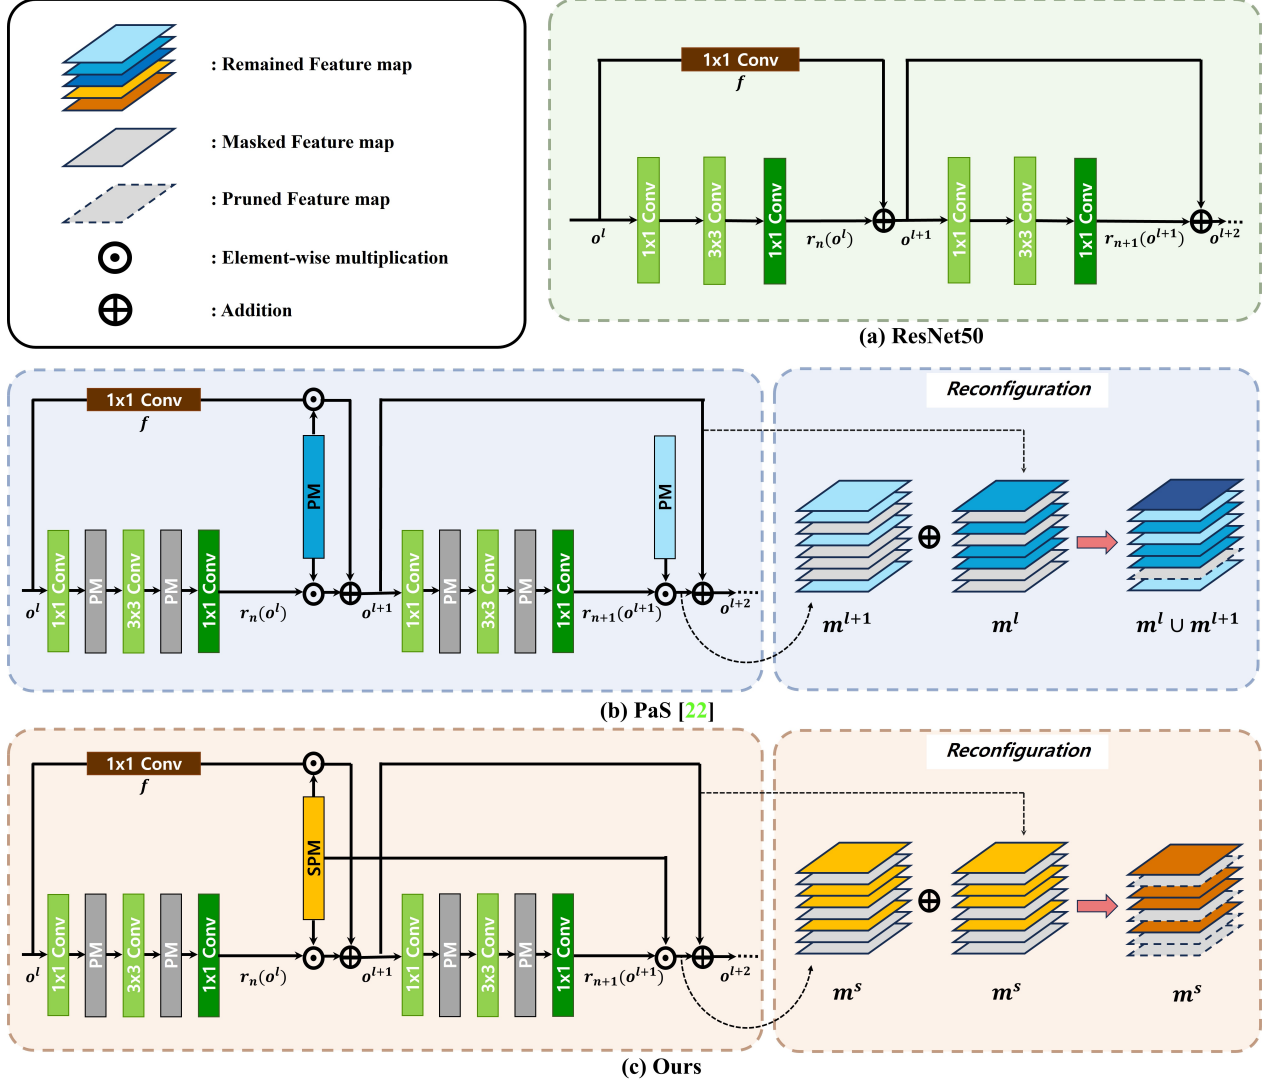 : Remained Feature map
: Masked Feature map
: Pruned Feature map
: Element-wise multiplication
: Addition
1x1 Conv
f
1x1 Conv
3x3 Conv
1x1 Conv
1x1 Conv
3x3 Conv
1x1 Conv
o^l
r_n(o^l)
o^{l+1}
r_{n+1}(o^{l+1})
o^{l+2}
(a) ResNet50
1x1 Conv
f
PM
PM
1x1 Conv
PM
3x3 Conv
PM
1x1 Conv
1x1 Conv
PM
3x3 Conv
PM
1x1 Conv
o^l
r_n(o^l)
o^{l+1}
r_{n+1}(o^{l+1})
o^{l+2}
Reconfiguration
m^{l+1}
m^l
m^l ∪ m^{l+1}
(b) PaS [22]
1x1 Conv
f
SPM
1x1 Conv
PM
3x3 Conv
PM
1x1 Conv
1x1 Conv
PM
3x3 Conv
PM
1x1 Conv
o^l
r_n(o^l)
o^{l+1}
r_{n+1}(o^{l+1})
o^{l+2}
Reconfiguration
m^s
m^s
m^s
(c) Ours